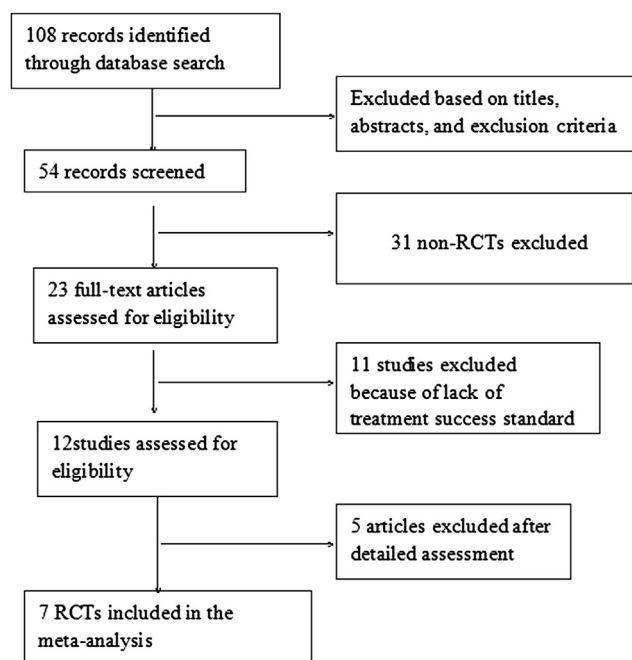 108 records identified
through database search
Excluded based on titles,
abstracts, and exclusion criteria
54 records screened
31 non-RCTs excluded
23 full-text articles
assessed for eligibility
11 studies excluded
because of lack of
treatment success standard
12studies assessed for
eligibility
5 articles excluded after
detailed assessment
7 RCTs included in the
meta-analysis